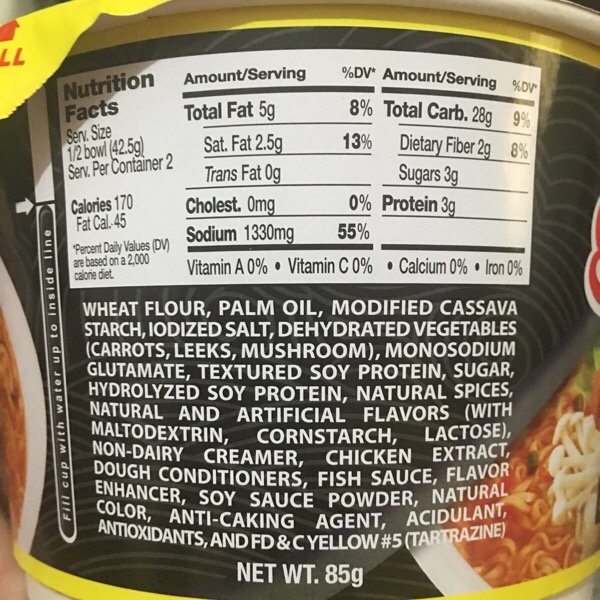 LL
Nutrition Facts
Serv. Size
1/2 bowl (42.5g)
Serv. Per Container 2
Calories 170
Fat Cal. 45
*Percent Daily Values (DV)
are based on a 2,000
calorie diet.
Amount/Serving %DV*
Total Fat 5g 8%
Sat. Fat 2.5g 13%
Trans Fat 0g
Cholest. 0mg 0%
Sodium 1330mg 55%
Amount/Serving %DV*
Total Carb. 28g 9%
Dietary Fiber 2g 8%
Sugars 3g
Protein 3g
Vitamin A 0% • Vitamin C 0% • Calcium 0% • Iron 0%
Fill cup with water up to inside line
WHEAT FLOUR, PALM OIL, MODIFIED CASSAVA
STARCH, IODIZED SALT, DEHYDRATED VEGETABLES
(CARROTS, LEEKS, MUSHROOM), MONOSODIUM
GLUTAMATE, TEXTURED SOY PROTEIN, SUGAR,
HYDROLYZED SOY PROTEIN, NATURAL SPICES,
NATURAL AND ARTIFICIAL FLAVORS (WITH
MALTODEXTRIN, CORNSTARCH, LACTOSE),
NON-DAIRY CREAMER, CHICKEN EXTRACT,
DOUGH CONDITIONERS, FISH SAUCE, FLAVOR
ENHANCER, SOY SAUCE POWDER, NATURAL
COLOR, ANTI-CAKING AGENT, ACIDULANT,
ANTIOXIDANTS, AND FD & C YELLOW #5 (TARTRAZINE)
NET WT. 85g